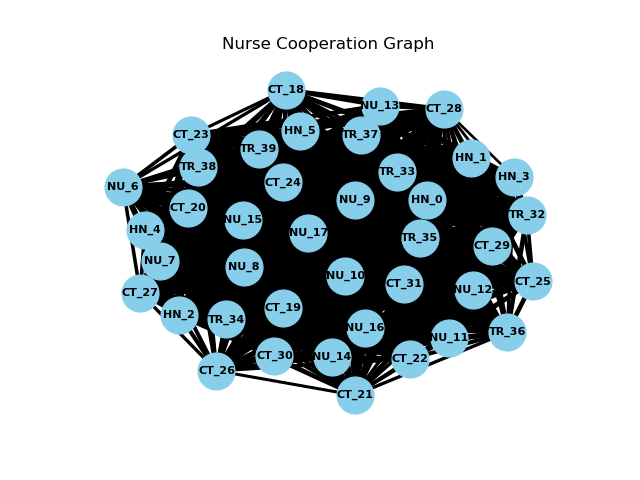 Nurse Cooperation Graph
CT_18
NU_13
CT_28
CT_23
HN_5
TR_37
TR_39
HN_1
TR_38
TR_33
HN_3
CT_24
NU_6
CT_20
NU_9
HN_0
TR_32
NU_15
HN_4
NU_17
TR_35
CT_29
NU_7
NU_8
NU_10
CT_25
CT_31
NU_12
CT_27
CT_19
HN_2
TR_34
NU_16
TR_36
NU_11
CT_30
NU_14
CT_22
CT_26
CT_21